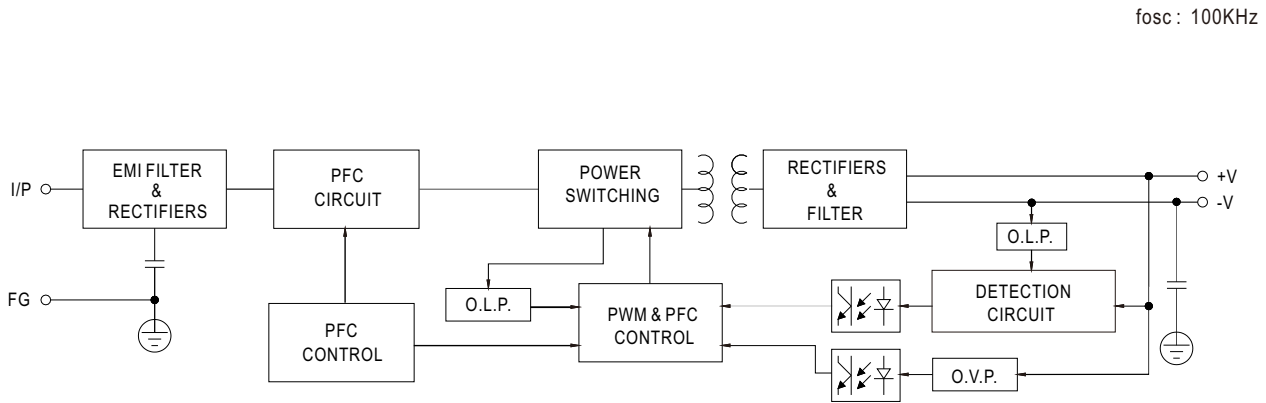 fosc : 100KHz
I/P
EMI FILTER
&
RECTIFIERS
PFC
CIRCUIT
POWER
SWITCHING
RECTIFIERS
&
FILTER
+V
-V
O.L.P.
FG
O.L.P.
PFC
CONTROL
PWM & PFC
CONTROL
DETECTION
CIRCUIT
O.V.P.